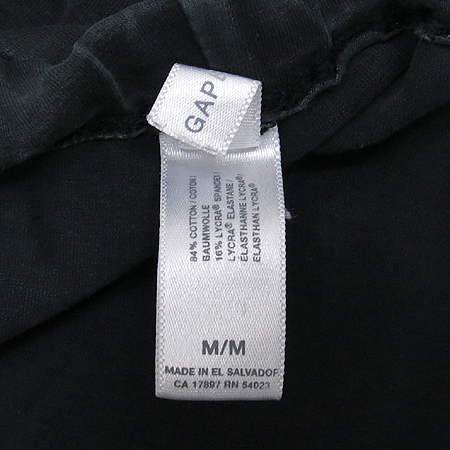 GAP
84% COTTON / COTON /
BAUMWOLLE
16% LYCRA® SPANDEX /
LYCRA® ELASTANE /
ÉLASTHANNE LYCRA® /
ELASTHAN LYCRA®
M/M
MADE IN EL SALVADOR
CA 17897 RN 54023